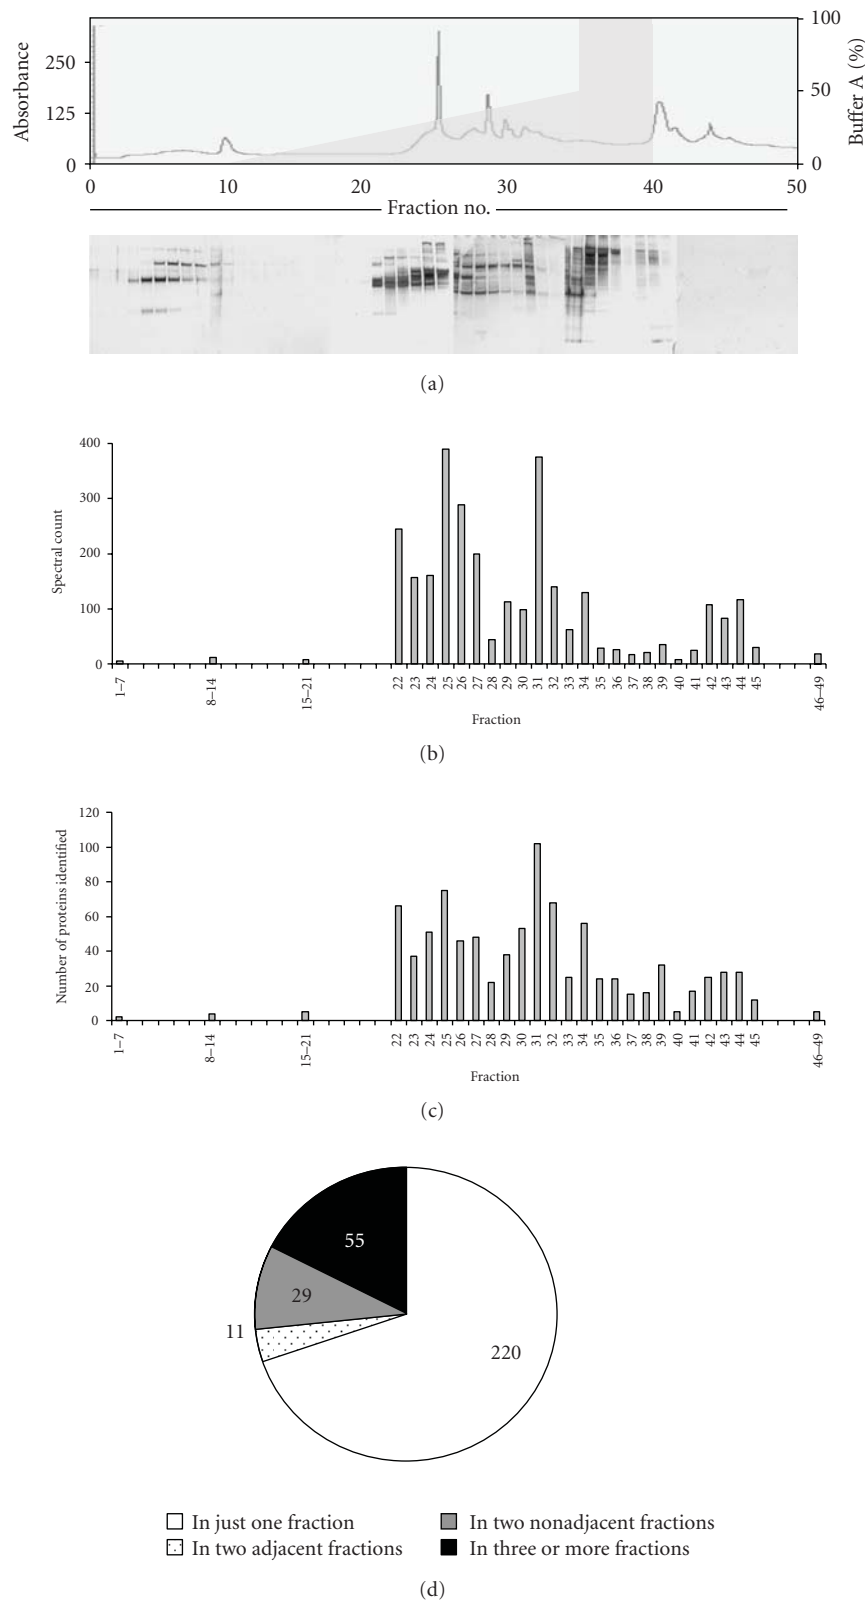 Absorbance
250
125
0
100
50
0
Buffer A (%)
0 10 20 30 40 50
Fraction no.
(a)
Spectral count
400
300
200
100
0
1–7 8–14 15–21 22 23 24 25 26 27 28 29 30 31 32 33 34 35 36 37 38 39 40 41 42 43 44 45 46–49
Fraction
(b)
Number of proteins identified
120
100
80
60
40
20
0
1–7 8–14 15–21 22 23 24 25 26 27 28 29 30 31 32 33 34 35 36 37 38 39 40 41 42 43 44 45 46–49
Fraction
(c)
55
29
11
220
In just one fraction
In two adjacent fractions
In two nonadjacent fractions
In three or more fractions
(d)